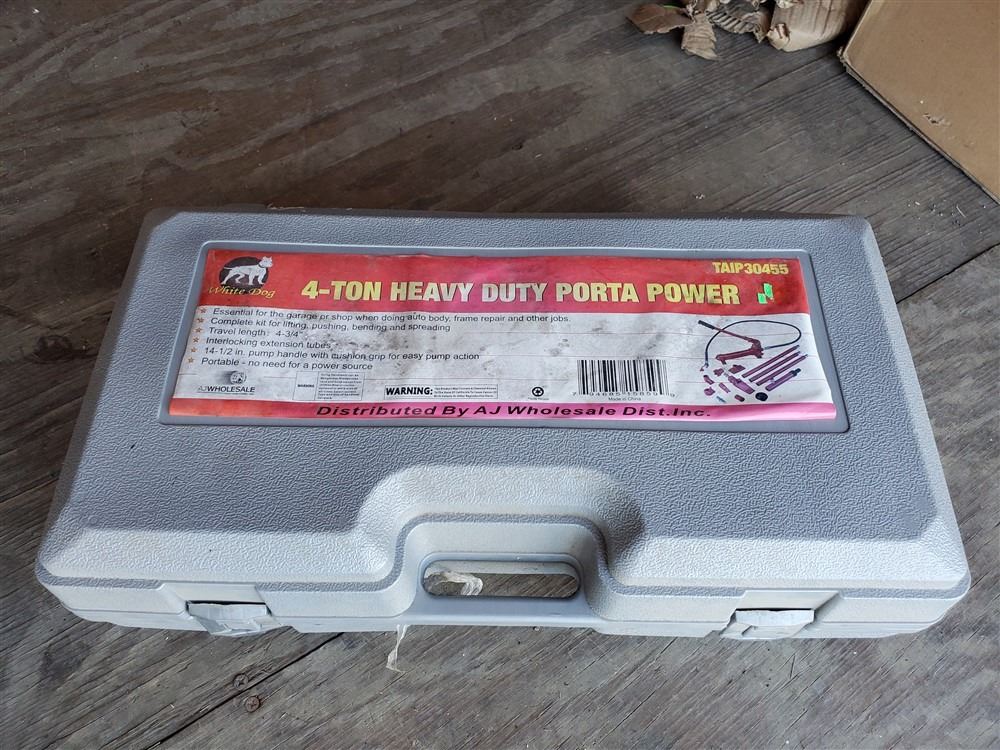 TAIP30455
White Dog
4-TON HEAVY DUTY PORTA POWER
Essential for the garage or shop when doing auto body, frame repair and other jobs.
Complete kit for lifting, pushing, bending and spreading
Travel length: 4-3/4"
Interlocking extension tubes
14-1/2 in. pump handle with cushion grip for easy pump action
Portable - no need for a power source
AJWHOLESALE
WARNING
WARNING:
Made in China
Distributed By AJ Wholesale Dist.Inc.